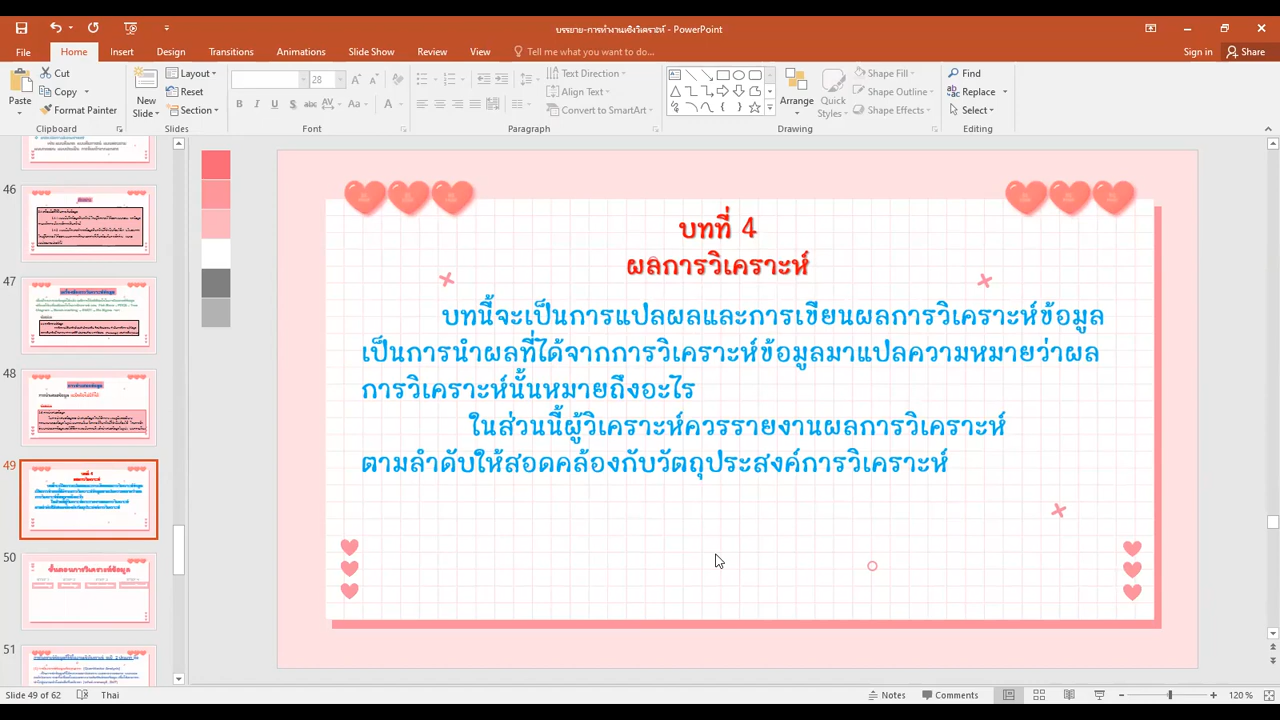 บรรยาย-การทำงานเชิงวิเคราะห์ - PowerPoint
File Home Insert Design Transitions Animations Slide Show Review View Tell me what you want to do... Sign in Share
Paste Cut Copy Format Painter Clipboard
New Slide Layout Reset Section Slides
28 Font
Text Direction Align Text Convert to SmartArt Paragraph
Arrange Quick Styles Shape Fill Shape Outline Shape Effects Drawing
Find Replace Select Editing
46
47
48
49
50
ขั้นตอนการวิเคราะห์ข้อมูล
51
บทที่ 4
ผลการวิเคราะห์
บทนี้จะเป็นการแปลผลและการเขียนผลการวิเคราะห์ข้อมูล
เป็นการนำผลที่ได้จากการวิเคราะห์ข้อมูลมาแปลความหมายว่าผล
การวิเคราะห์นั้นหมายถึงอะไร
ในส่วนนี้ผู้วิเคราะห์ควรรายงานผลการวิเคราะห์
ตามลำดับให้สอดคล้องกับวัตถุประสงค์การวิเคราะห์
Slide 49 of 62 Thai Notes Comments 120 %